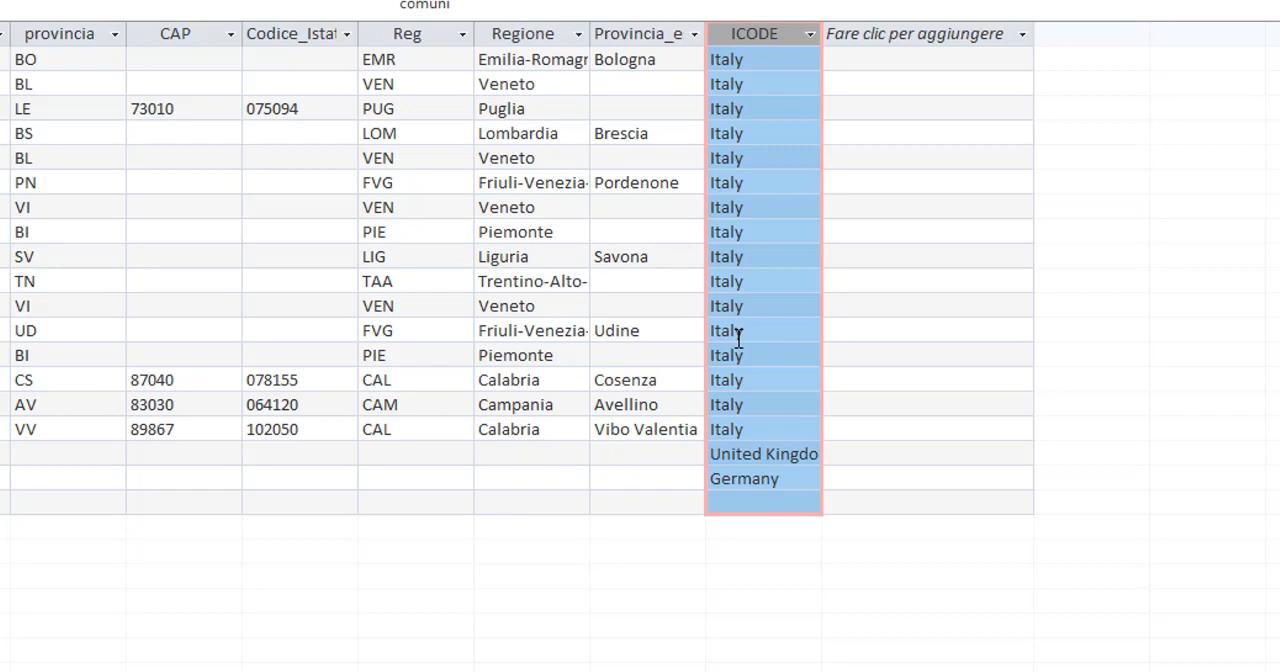 comuni
provincia CAP Codice_Istat Reg Regione Provincia_e ICODE Fare clic per aggiungere
BO EMR Emilia-Romagr Bologna Italy
BL VEN Veneto Italy
LE 73010 075094 PUG Puglia Italy
BS LOM Lombardia Brescia Italy
BL VEN Veneto Italy
PN FVG Friuli-Venezia- Pordenone Italy
VI VEN Veneto Italy
BI PIE Piemonte Italy
SV LIG Liguria Savona Italy
TN TAA Trentino-Alto- Italy
VI VEN Veneto Italy
UD FVG Friuli-Venezia- Udine Italy
BI PIE Piemonte Italy
CS 87040 078155 CAL Calabria Cosenza Italy
AV 83030 064120 CAM Campania Avellino Italy
VV 89867 102050 CAL Calabria Vibo Valentia Italy
United Kingdo
Germany